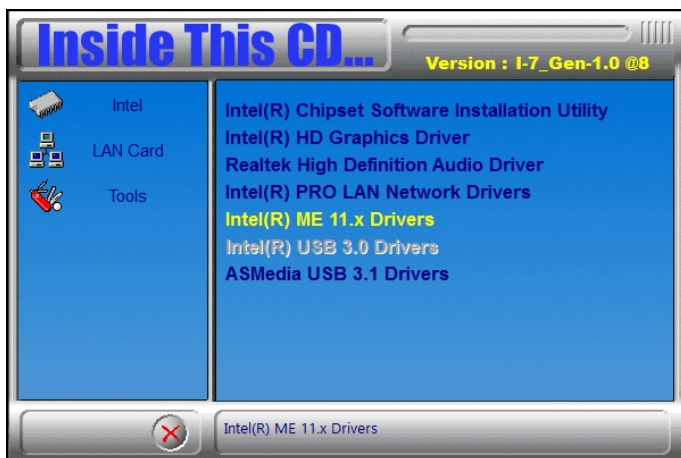 Inside This CD...
Version : I-7_Gen-1.0 @8
Intel
LAN Card
Tools
Intel(R) Chipset Software Installation Utility
Intel(R) HD Graphics Driver
Realtek High Definition Audio Driver
Intel(R) PRO LAN Network Drivers
Intel(R) ME 11.x Drivers
Intel(R) USB 3.0 Drivers
ASMedia USB 3.1 Drivers
Intel(R) ME 11.x Drivers